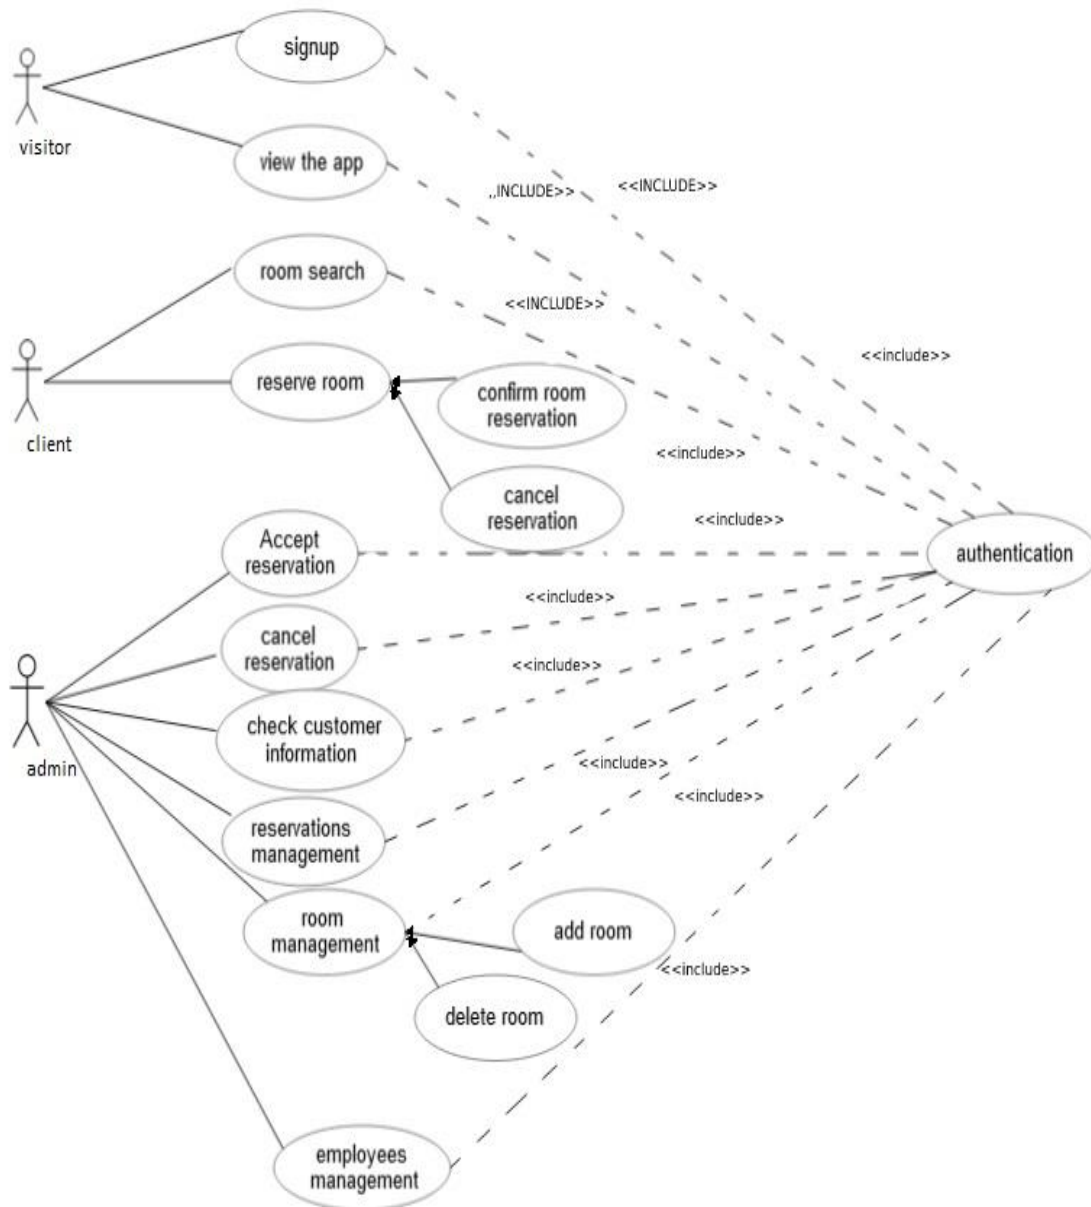 signup
visitor
view the app
,,INCLUDE>>
<<INCLUDE>>
room search
<<INCLUDE>>
<<include>>
reserve room
confirm room
reservation
client
<<include>>
cancel
reservation
<<include>>
Accept
reservation
authentication
<<include>>
cancel
reservation
<<include>>
check customer
information
admin
<<include>>
<<include>>
reservations
management
room
management
add room
<<include>>
delete room
employees
management